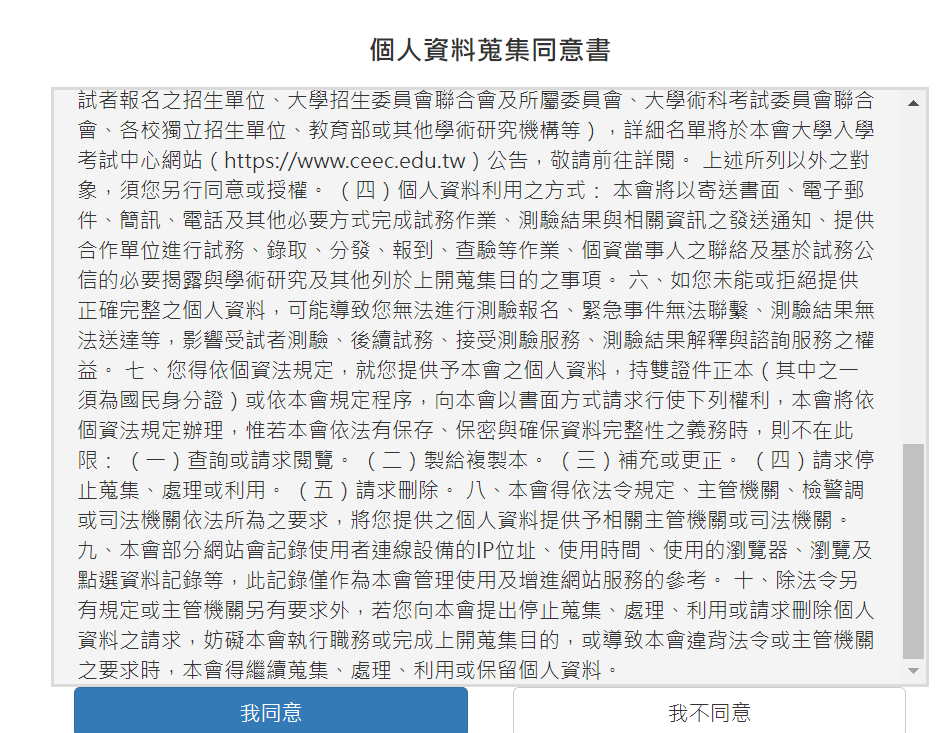 個人資料蒐集同意書
試者報名之招生單位、大學招生委員會聯合會及所屬委員會、大學術科考試委員會聯合
會、各校獨立招生單位、教育部或其他學術研究機構等），詳細名單將於本會大學入學
考試中心網站（https://www.ceec.edu.tw）公告，敬請前往詳閱。 上述所列以外之對
象，須您另行同意或授權。 （四）個人資料利用之方式： 本會將以寄送書面、電子郵
件、簡訊、電話及其他必要方式完成試務作業、測驗結果與相關資訊之發送通知、提供
合作單位進行試務、錄取、分發、報到、查驗等作業、個資當事人之聯絡及基於試務公
信的必要揭露與學術研究及其他列於上開蒐集目的之事項。 六、如您未能或拒絕提供
正確完整之個人資料，可能導致您無法進行測驗報名、緊急事件無法聯繫、測驗結果無
法送達等，影響受試者測驗、後續試務、接受測驗服務、測驗結果解釋與諮詢服務之權
益。 七、您得依個資法規定，就您提供予本會之個人資料，持雙證件正本（其中之一
須為國民身分證）或依本會規定程序，向本會以書面方式請求行使下列權利，本會將依
個資法規定辦理，惟若本會依法有保存、保密與確保資料完整性之義務時，則不在此
限： （一）查詢或請求閱覽。 （二）製給複製本。 （三）補充或更正。 （四）請求停
止蒐集、處理或利用。 （五）請求刪除。 八、本會得依法令規定、主管機關、檢警調
或司法機關依法所為之要求，將您提供之個人資料提供予相關主管機關或司法機關。
九、本會部分網站會記錄使用者連線設備的IP位址、使用時間、使用的瀏覽器、瀏覽及
點選資料記錄等，此記錄僅作為本會管理使用及增進網站服務的參考。 十、除法令另
有規定或主管機關另有要求外，若您向本會提出停止蒐集、處理、利用或請求刪除個人
資料之請求，妨礙本會執行職務或完成上開蒐集目的，或導致本會違背法令或主管機關
之要求時，本會得繼續蒐集、處理、利用或保留個人資料。
我同意
我不同意